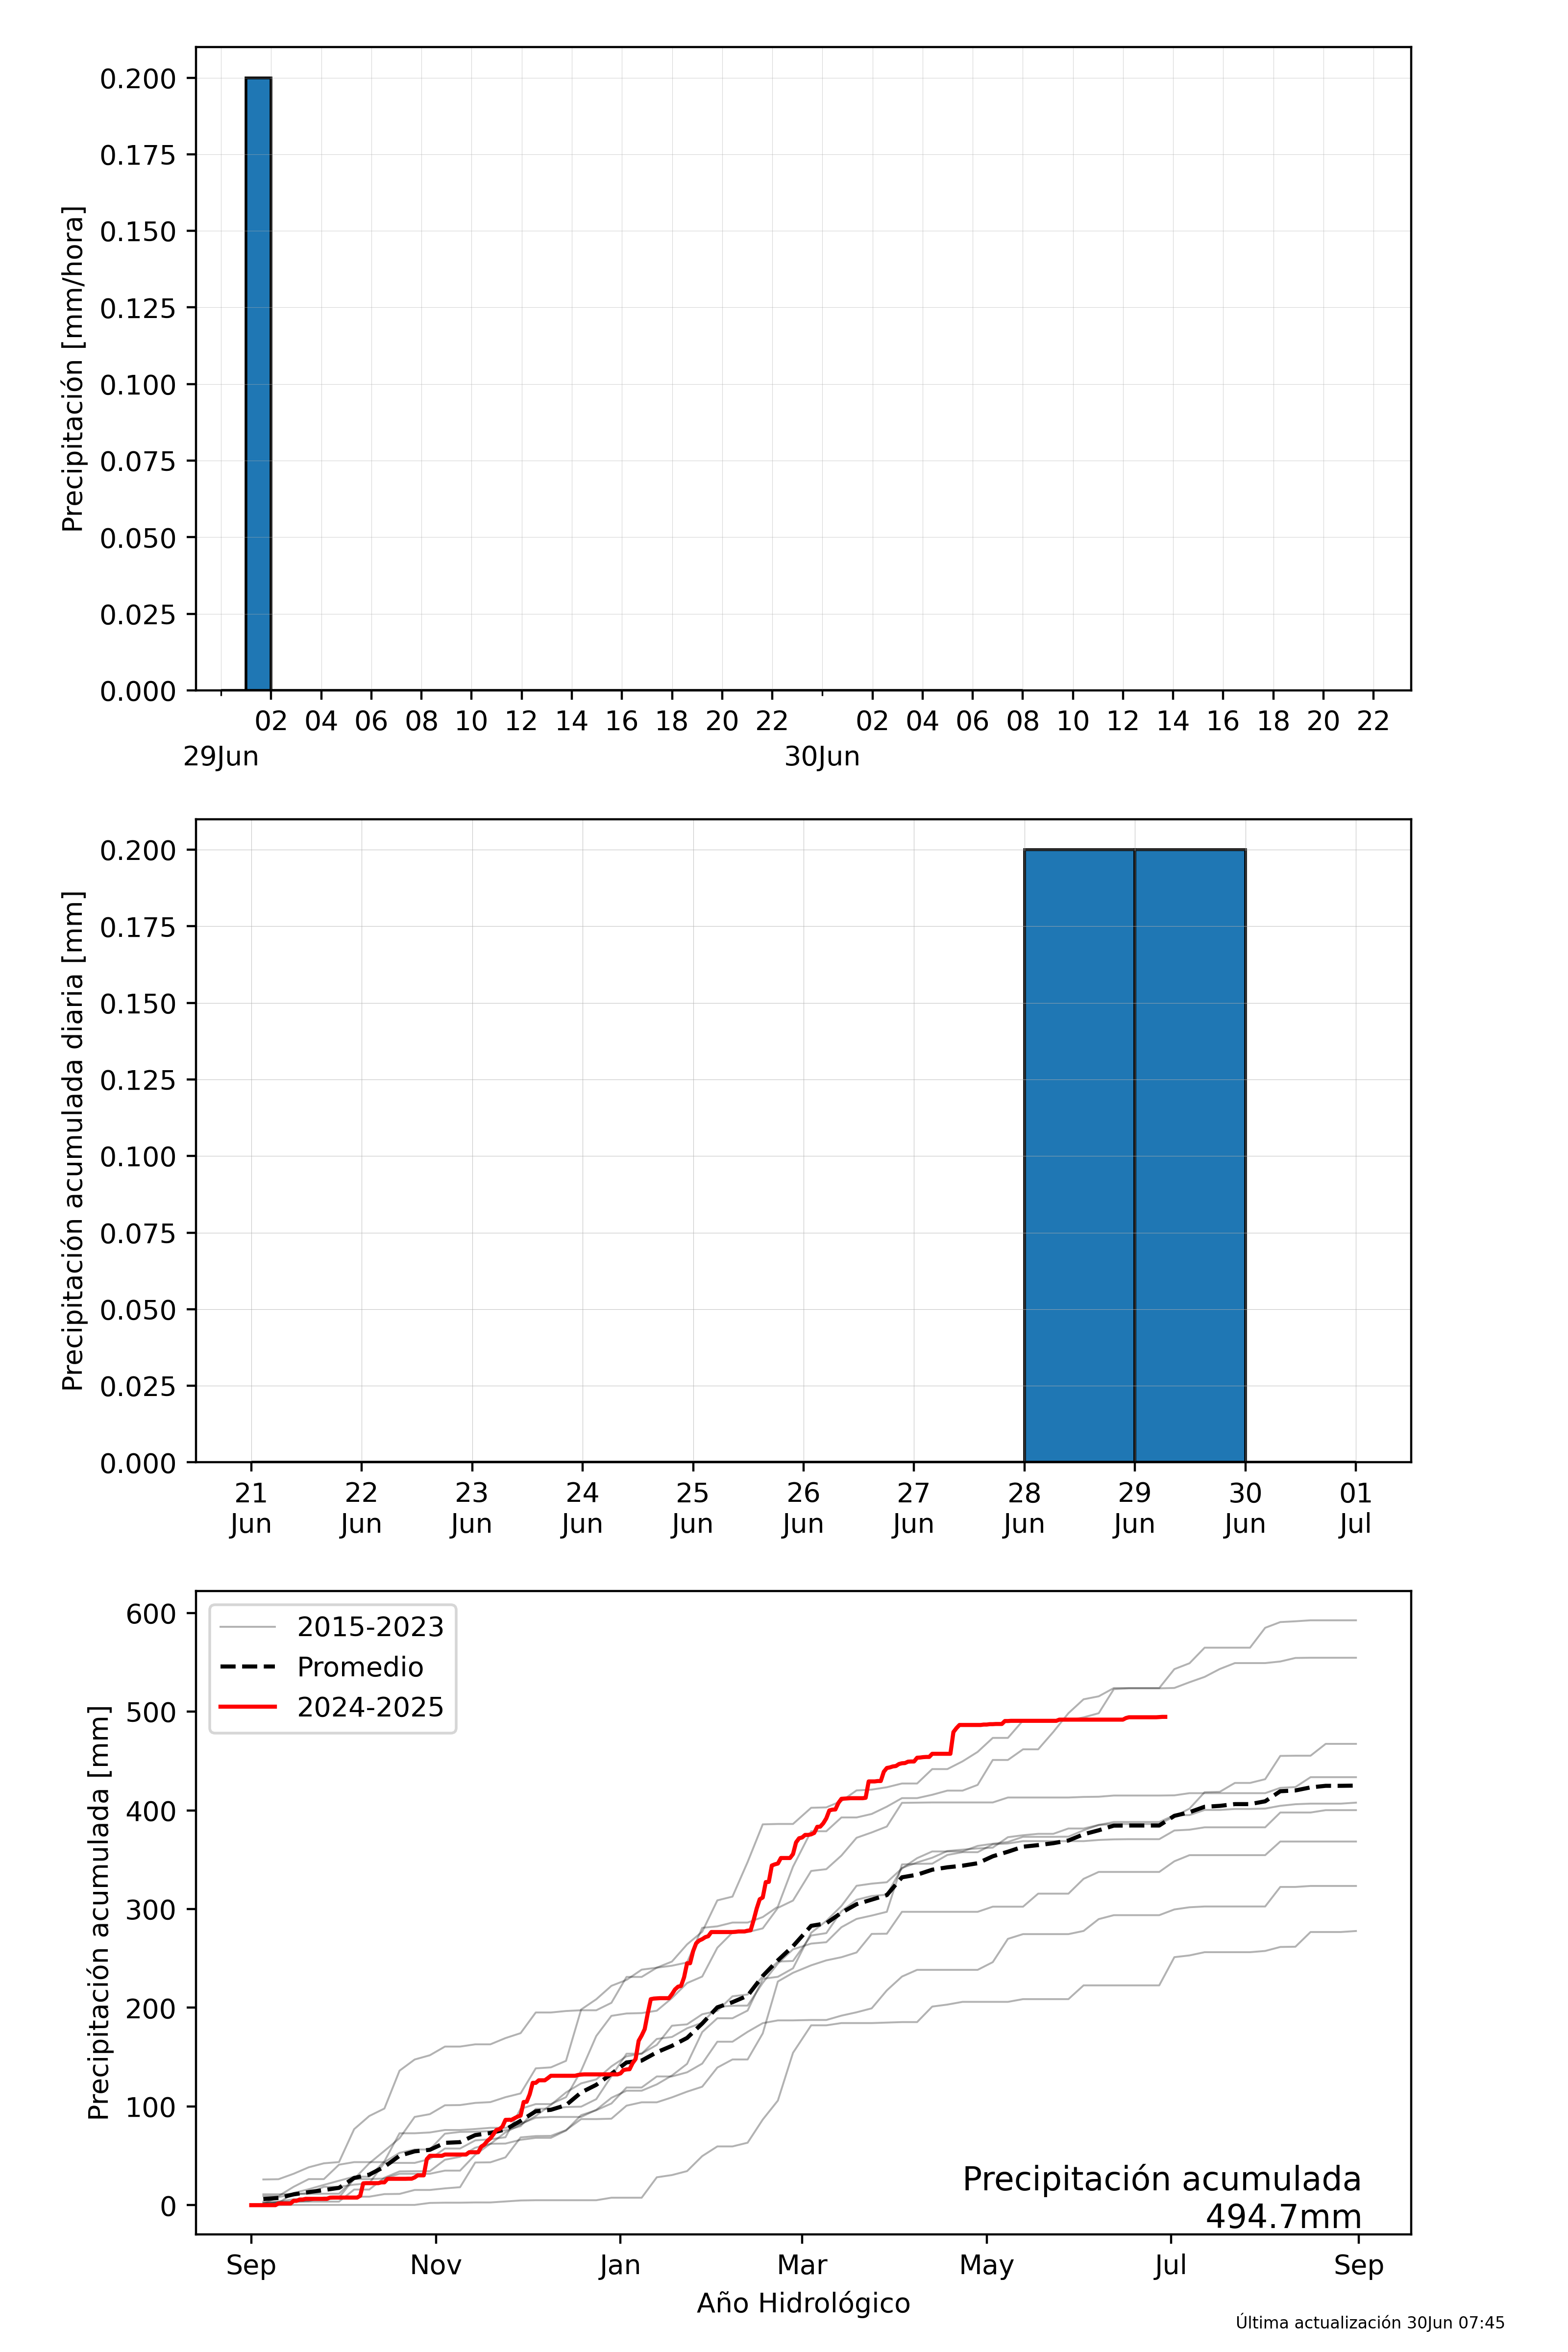 0.200
0.175
0.150
0.125
0.100
0.075
0.050
0.025
0.000
Precipitación [mm/hora]
02 04 06 08 10 12 14 16 18 20 22 02 04 06 08 10 12 14 16 18 20 22
29Jun 30Jun
0.200
0.175
0.150
0.125
0.100
0.075
0.050
0.025
0.000
Precipitación acumulada diaria [mm]
21 22 23 24 25 26 27 28 29 30 01
Jun Jun Jun Jun Jun Jun Jun Jun Jun Jun Jul
600
500
400
300
200
100
0
Precipitación acumulada [mm]
2015-2023
Promedio
2024-2025
Precipitación acumulada
494.7mm
Sep Nov Jan Mar May Jul Sep
Año Hidrológico
Última actualización 30Jun 07:45